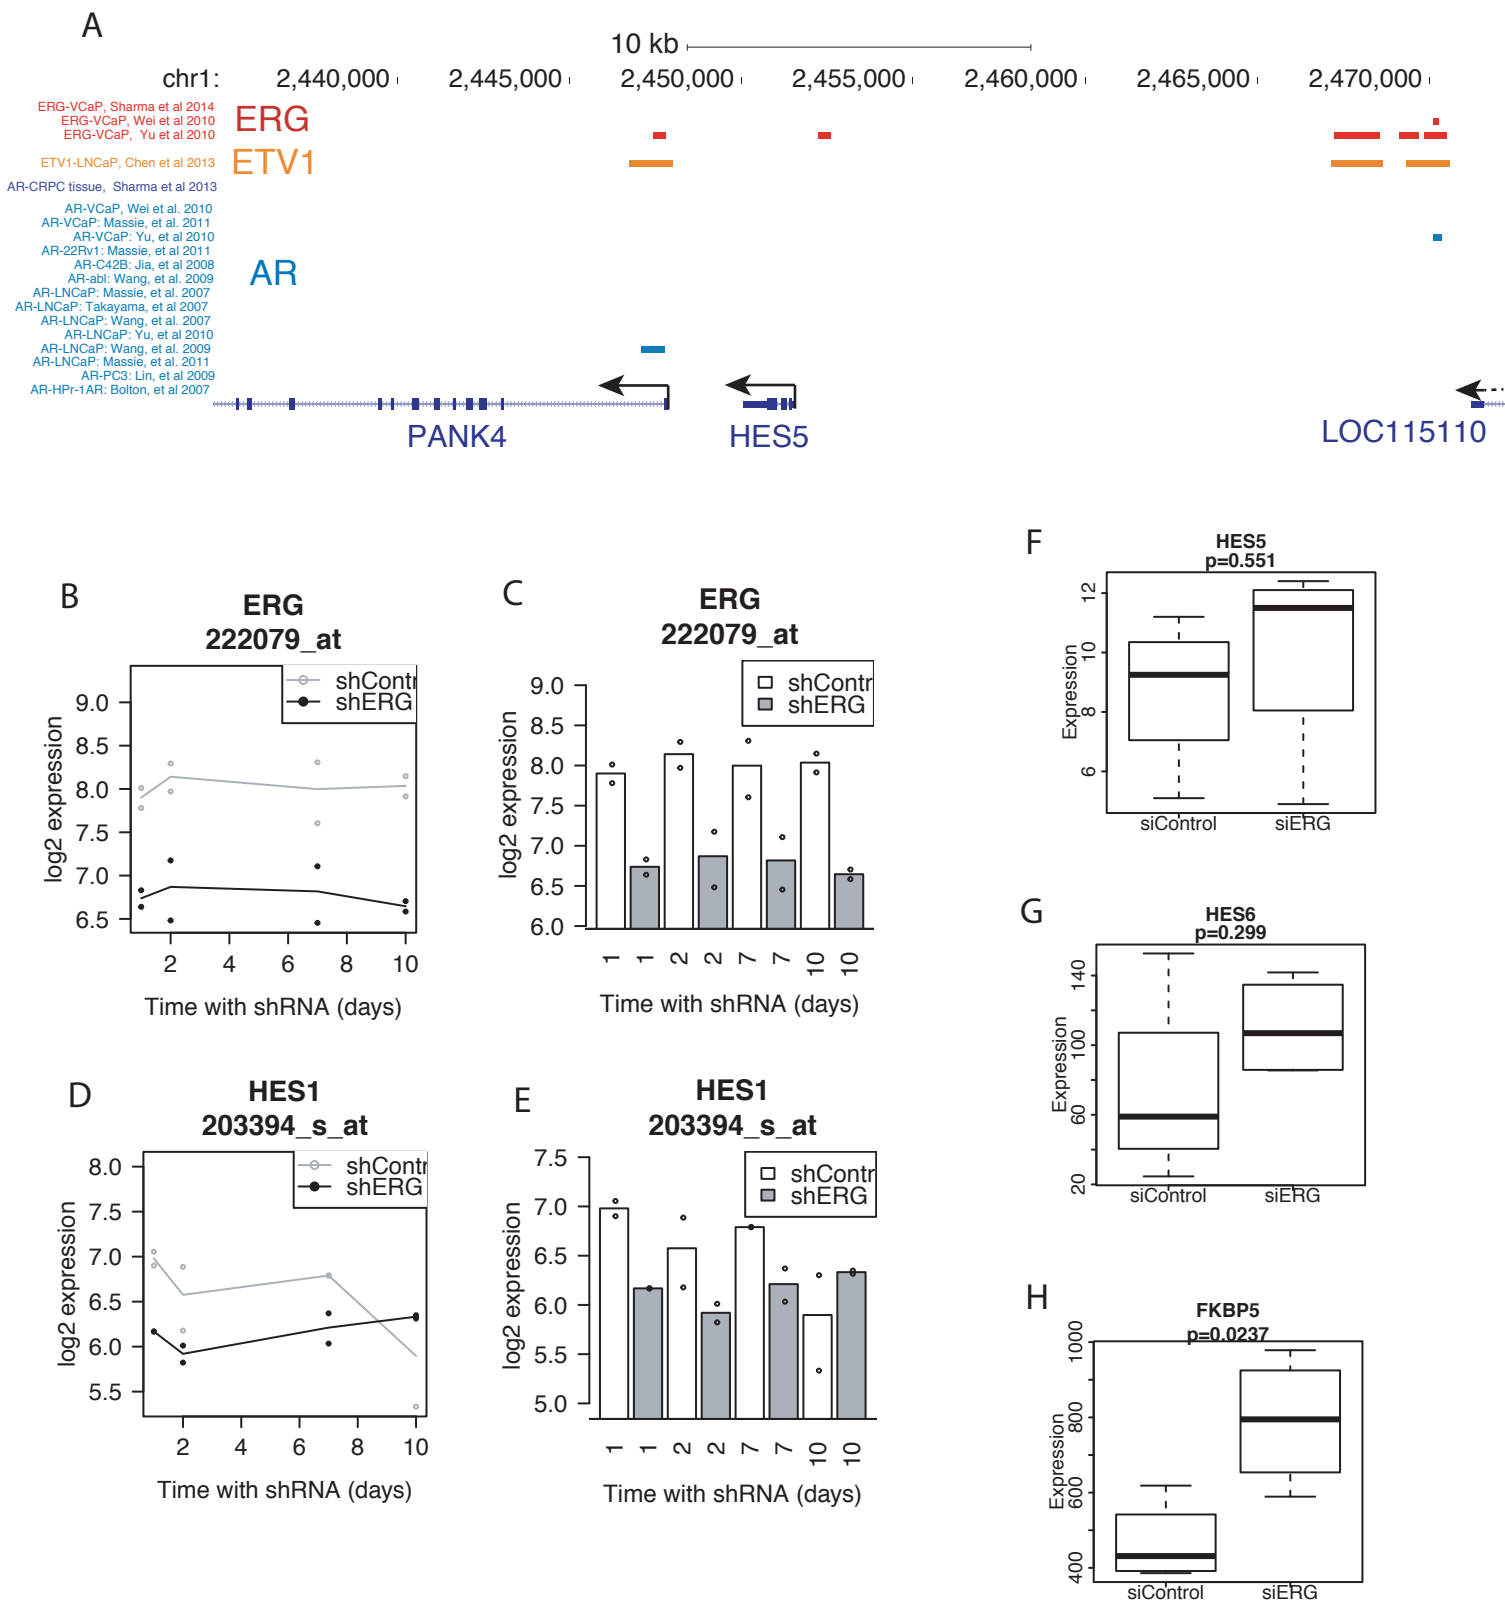 A
10 kb
chr1: 2,440,000 2,445,000 2,450,000 2,455,000 2,460,000 2,465,000 2,470,000
ERG-VCaP, Sharma et al 2014
ERG-VCaP, Wei et al 2010
ERG-VCaP, Yu et al 2010
ERG
ETV1-LNCaP, Chen et al 2013
ETV1
AR-CRPC tissue, Sharma et al 2013
AR-VCaP, Wei et al. 2010
AR-VCaP: Massie, et al. 2011
AR-VCaP: Yu, et al 2010
AR-22Rv1: Massie, et al 2011
AR-C42B: Jia, et al 2008
AR-abl: Wang, et al. 2009
AR-LNCaP: Massie, et al. 2007
AR-LNCaP: Takayama, et al 2007
AR-LNCaP: Wang, et al. 2007
AR-LNCaP: Yu, et al 2010
AR-LNCaP: Wang, et al. 2009
AR-LNCaP: Massie, et al. 2011
AR-PC3: Lin, et al 2009
AR-HPr-1AR: Bolton, et al 2007
AR
PANK4
HES5
LOC115110
B
ERG
222079_at
shContr
shERG
9.0
8.5
8.0
7.5
7.0
6.5
log2 expression
2 4 6 8 10
Time with shRNA (days)
C
ERG
222079_at
shContr
shERG
9.0
8.5
8.0
7.5
7.0
6.5
6.0
log2 expression
1 1 2 2 7 7 10 10
Time with shRNA (days)
D
HES1
203394_s_at
shContr
shERG
8.0
7.5
7.0
6.5
6.0
5.5
log2 expression
2 4 6 8 10
Time with shRNA (days)
E
HES1
203394_s_at
shContr
shERG
7.5
7.0
6.5
6.0
5.5
5.0
log2 expression
1 1 2 2 7 7 10 10
Time with shRNA (days)
F
HES5
p=0.551
12
10
8
6
Expression
siControl siERG
G
HES6
p=0.299
140
100
60
20
Expression
siControl siERG
H
FKBP5
p=0.0237
1000
800
600
400
Expression
siControl siERG